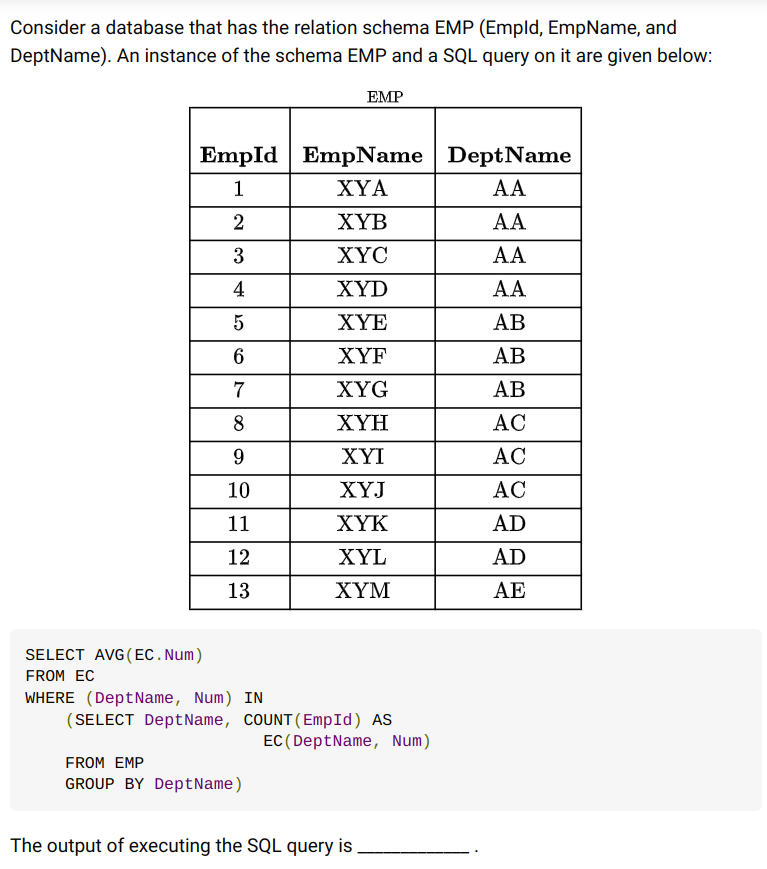 Consider a database that has the relation schema EMP (EmpId, EmpName, and
DeptName). An instance of the schema EMP and a SQL query on it are given below:
EMP
EmpId EmpName DeptName
1 XYA AA
2 XYB AA
3 XYC AA
4 XYD AA
5 XYE AB
6 XYF AB
7 XYG AB
8 XYH AC
9 XYI AC
10 XYJ AC
11 XYK AD
12 XYL AD
13 XYM AE
SELECT AVG(EC.Num)
FROM EC
WHERE (DeptName, Num) IN
(SELECT DeptName, COUNT(EmpId) AS
EC(DeptName, Num)
FROM EMP
GROUP BY DeptName)
The output of executing the SQL query is _____________ .